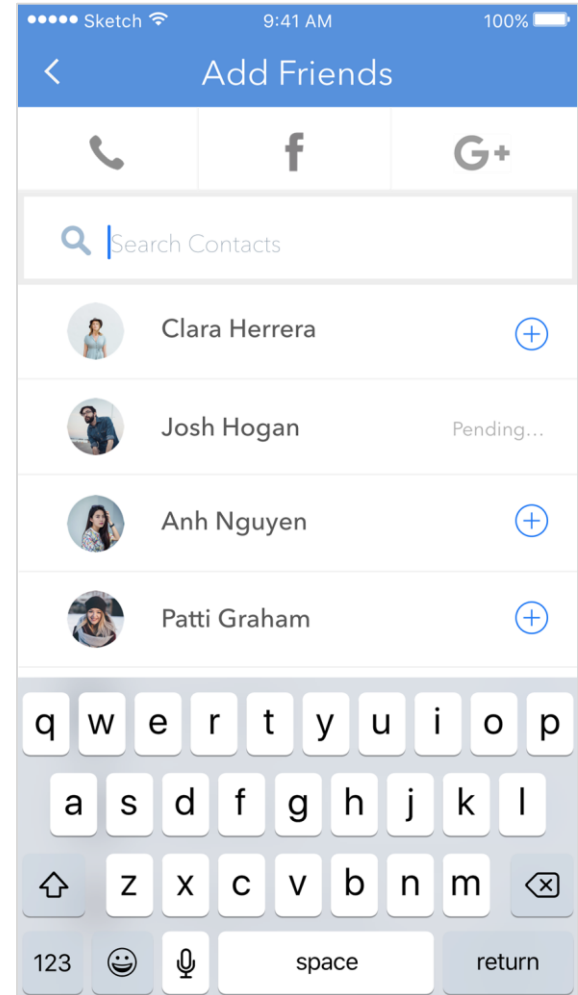 Sketch 9:41 AM 100%
Add Friends
f G+
Search Contacts
Clara Herrera
Josh Hogan Pending...
Anh Nguyen
Patti Graham
q w e r t y u i o p
a s d f g h j k l
z x c v b n m
123 space return